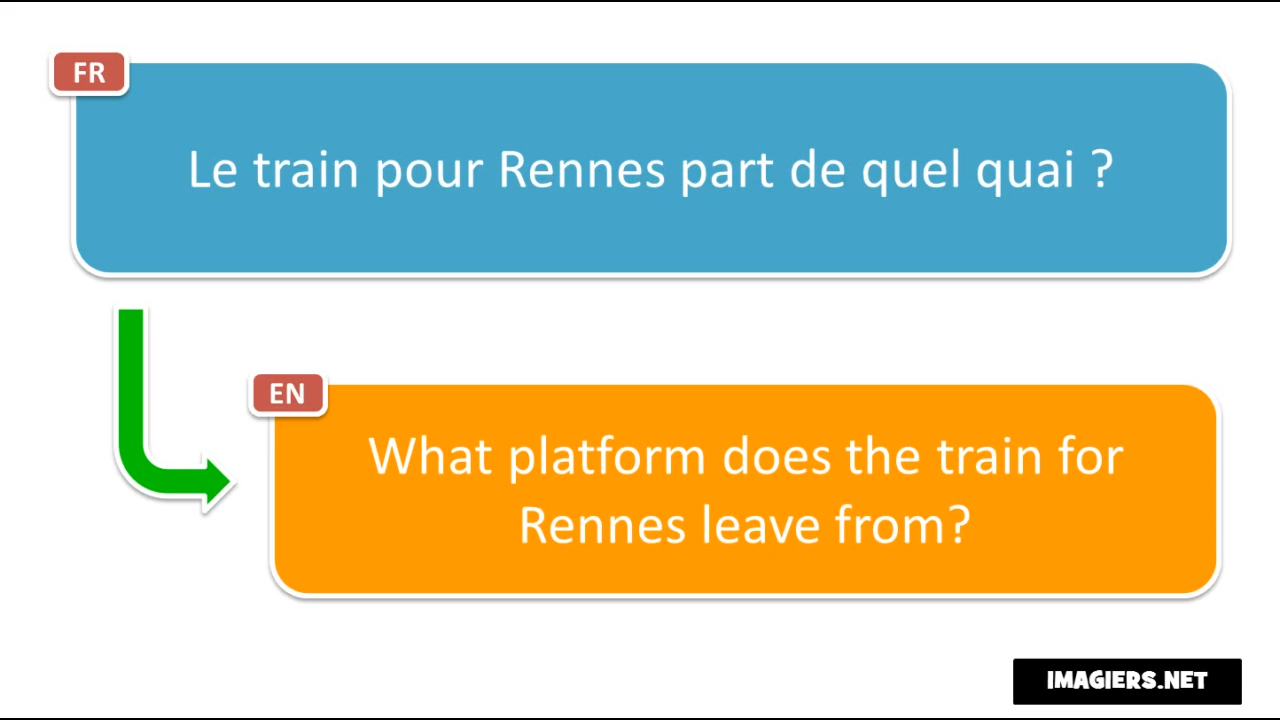 FR
Le train pour Rennes part de quel quai ?
EN
What platform does the train for
Rennes leave from?
IMAGIERS.NET